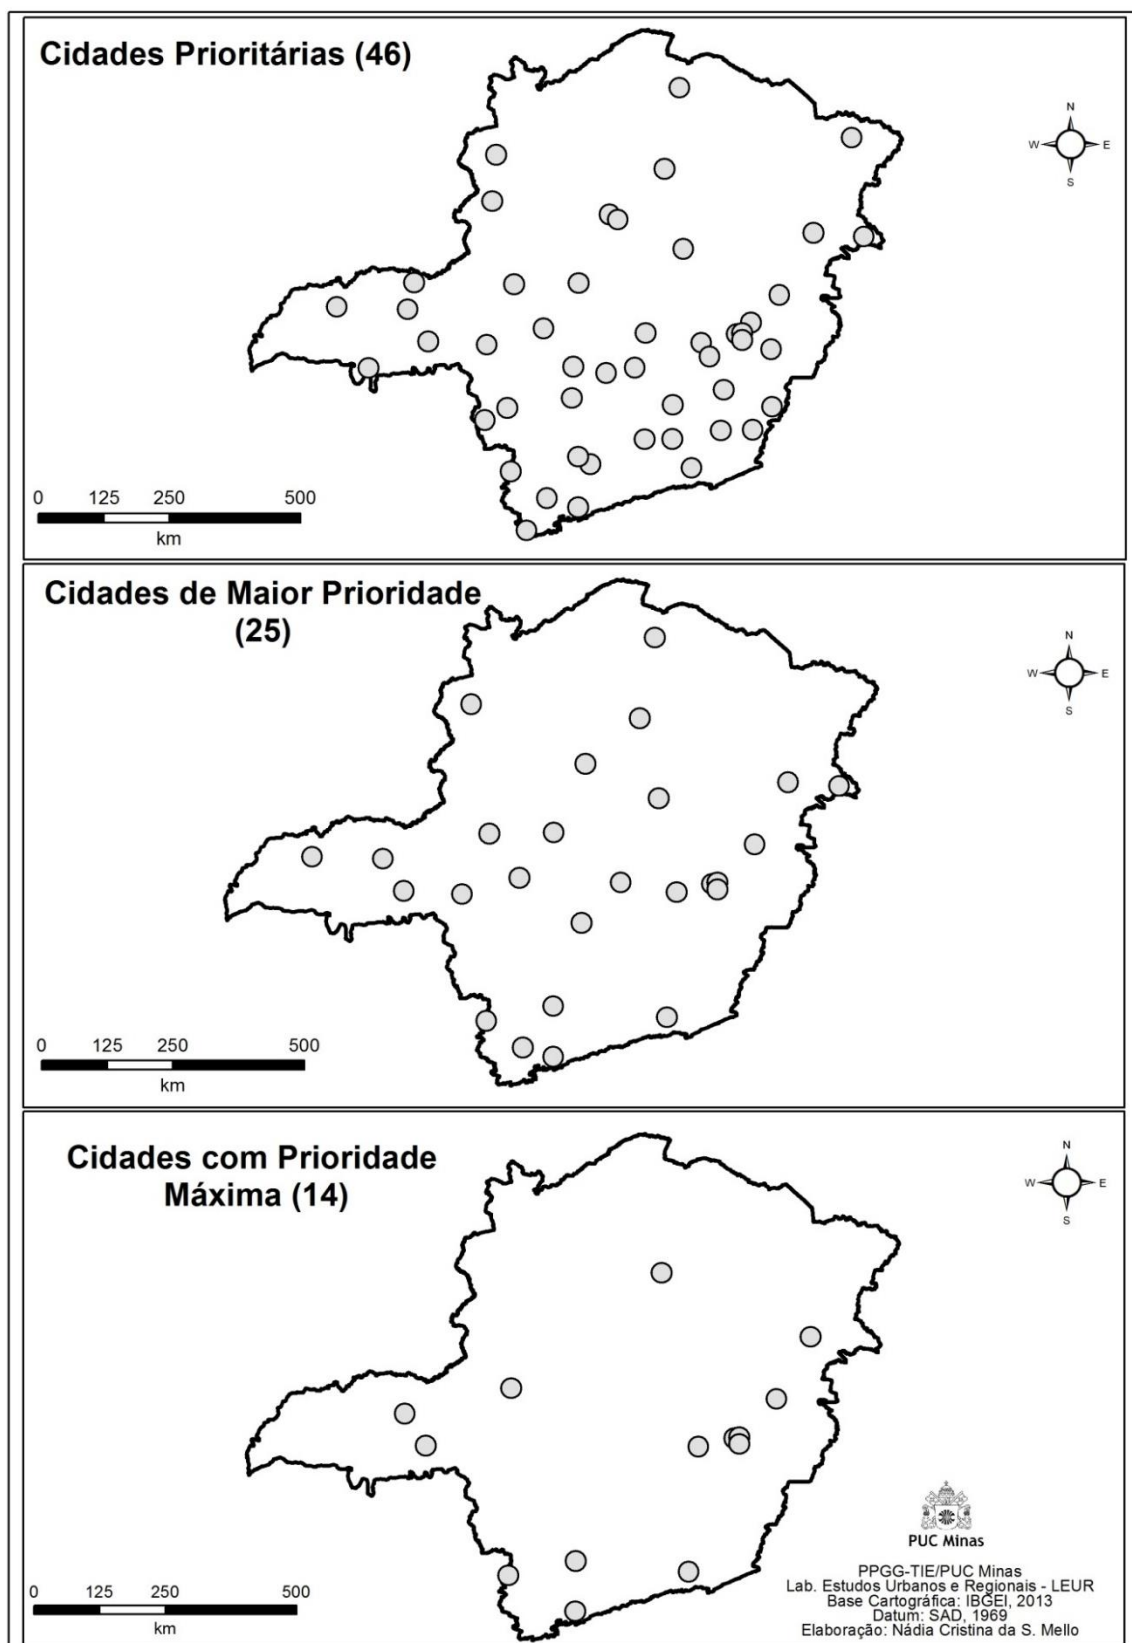 Cidades Prioritárias (46)
N
W E
S
0 125 250 500
km
Cidades de Maior Prioridade
(25)
N
W E
S
0 125 250 500
km
Cidades com Prioridade
Máxima (14)
N
W E
S
0 125 250 500
km
PUC Minas
PPGG-TIE/PUC Minas
Lab. Estudos Urbanos e Regionais - LEUR
Base Cartográfica: IBGEI, 2013
Datum: SAD, 1969
Elaboração: Nádia Cristina da S. Mello